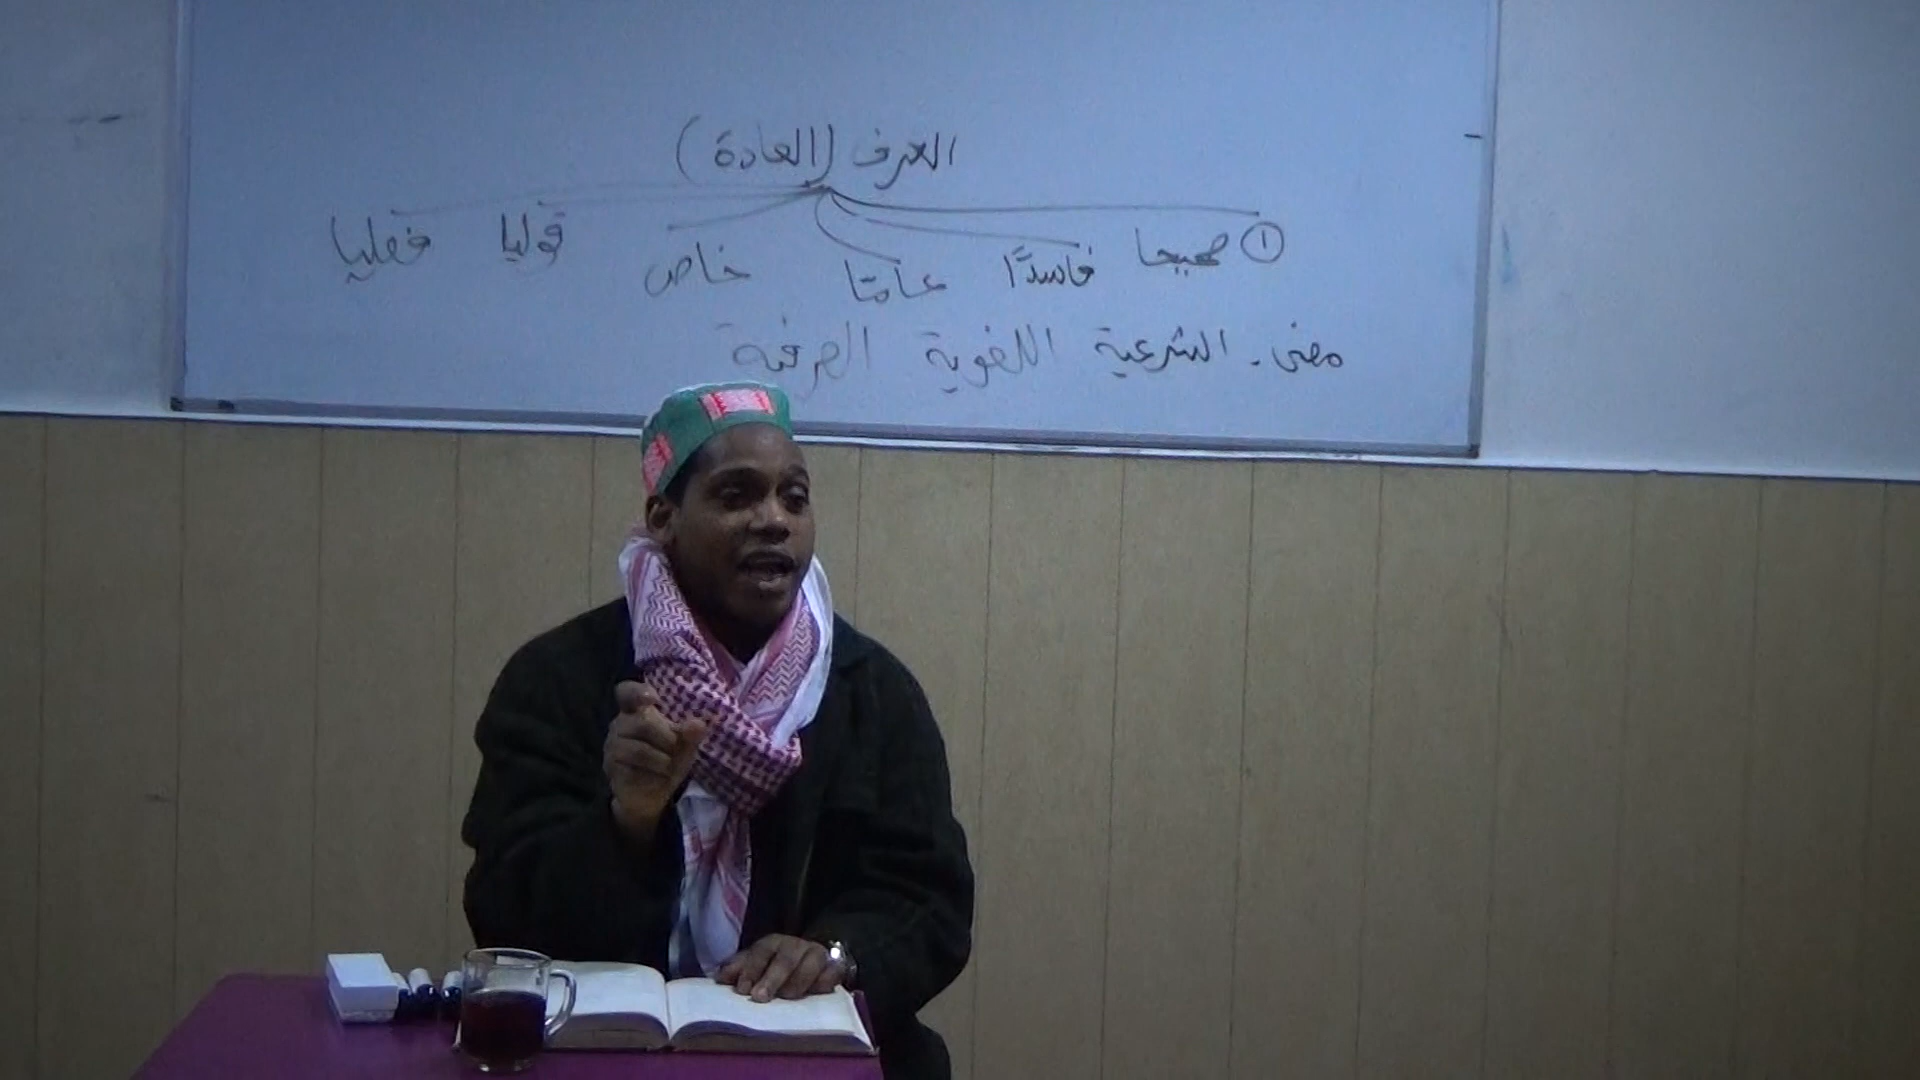 العرف (العادة)
① صحيحا فاسدًا عامًا خاص قوليا فعليا
معنى. الشرعية اللغوية العرفية